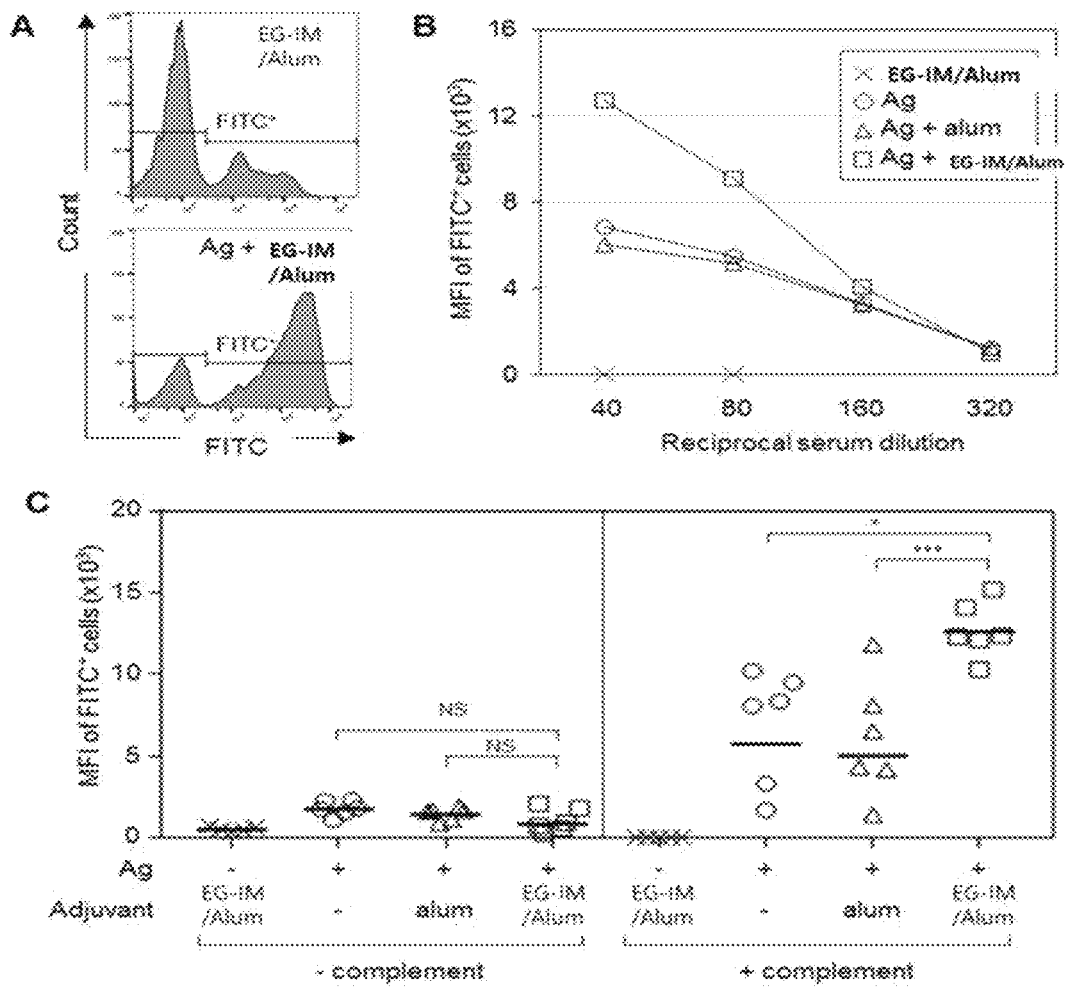 A
EG-IM
/Alum
FITC⁺
Ag + EG-IM
/Alum
FITC⁺
Count
FITC
B
16
12
8
4
0
MFI of FITC⁺ cells (x10³)
40 80 160 320
Reciprocal serum dilution
EG-IM/Alum
Ag
Ag + alum
Ag + EG-IM/Alum
C
20
15
10
5
0
MFI of FITC⁺ cells (x10³)
NS
NS
*
***
Ag - + + + - + + +
Adjuvant EG-IM /Alum - alum EG-IM /Alum EG-IM /Alum - alum EG-IM /Alum
- complement + complement